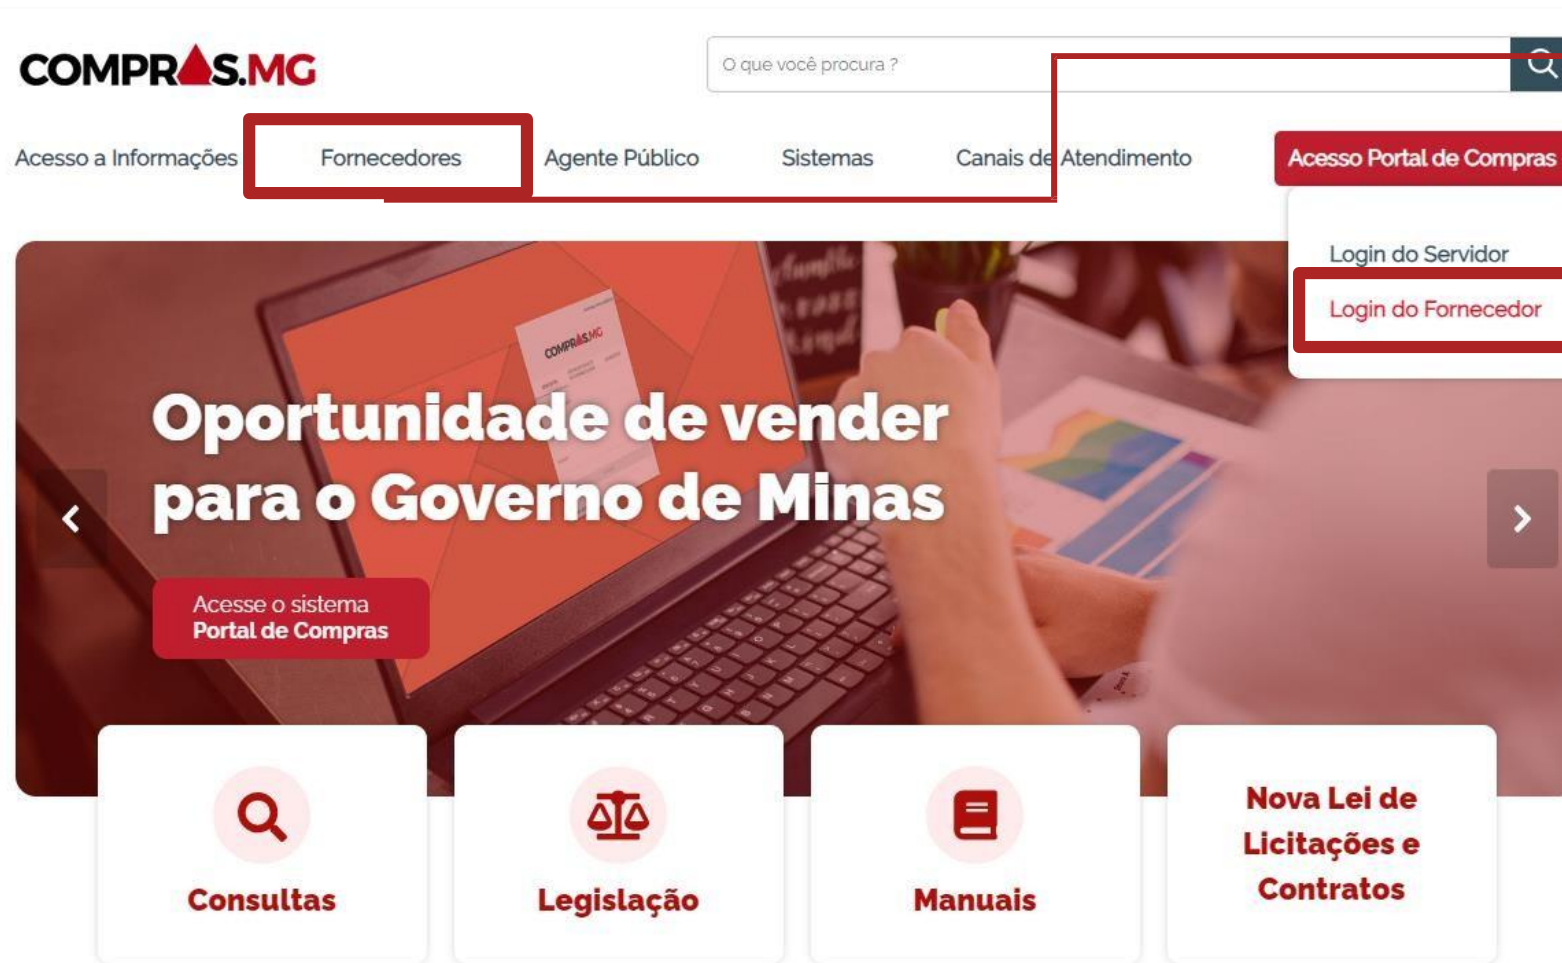 COMPRAS.MG
O que você procura ?
Acesso a Informações
Fornecedores
Agente Público
Sistemas
Canais de Atendimento
Acesso Portal de Compras
Login do Servidor
Login do Fornecedor
COMPRAS.MG
Oportunidade de vender
para o Governo de Minas
Acesse o sistema
Portal de Compras
Consultas
Legislação
Manuais
Nova Lei de
Licitações e
Contratos